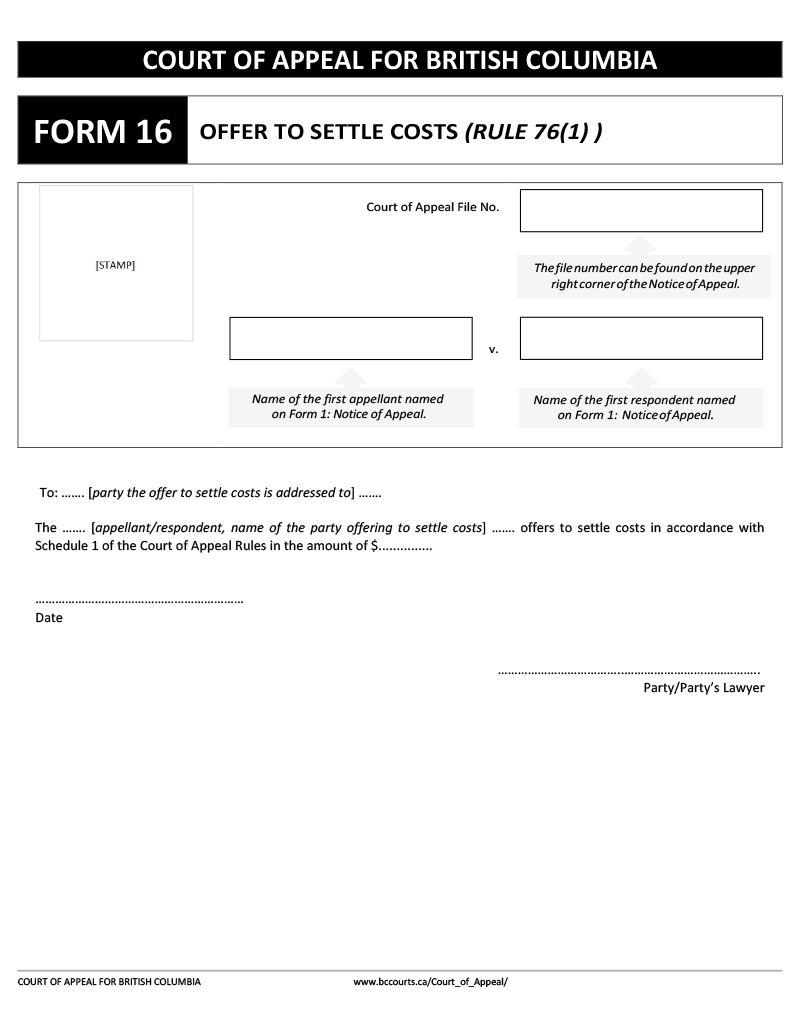 COURT OF APPEAL FOR BRITISH COLUMBIA
FORM 16
OFFER TO SETTLE COSTS (RULE 76(1) )
Court of Appeal File No.
[STAMP]
The file number can be found on the upper
right corner of the Notice of Appeal.
v.
Name of the first appellant named
on Form 1: Notice of Appeal.
Name of the first respondent named
on Form 1: Notice of Appeal.
To: ....... [party the offer to settle costs is addressed to] .......
The ....... [appellant/respondent, name of the party offering to settle costs] ....... offers to settle costs in accordance with
Schedule 1 of the Court of Appeal Rules in the amount of $...............
...............................................................
Date
...............................................................................
Party/Party’s Lawyer
COURT OF APPEAL FOR BRITISH COLUMBIA
www.bccourts.ca/Court_of_Appeal/